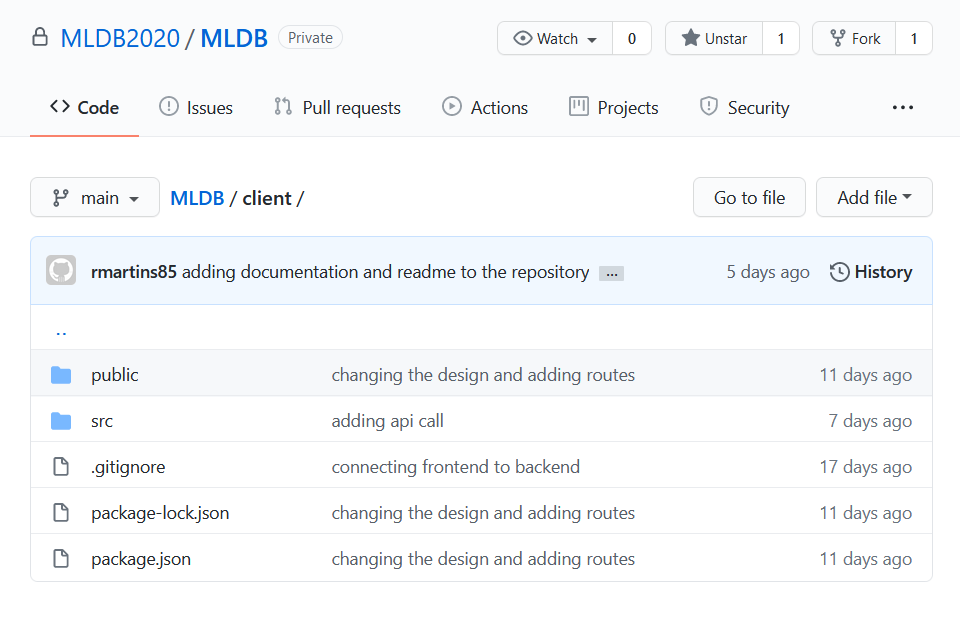 MLDB2020 / MLDB Private Watch 0 Unstar 1 Fork 1
Code Issues Pull requests Actions Projects Security ...
main MLDB / client / Go to file Add file
rmartins85 adding documentation and readme to the repository ... 5 days ago History
..
public changing the design and adding routes 11 days ago
src adding api call 7 days ago
.gitignore connecting frontend to backend 17 days ago
package-lock.json changing the design and adding routes 11 days ago
package.json changing the design and adding routes 11 days ago